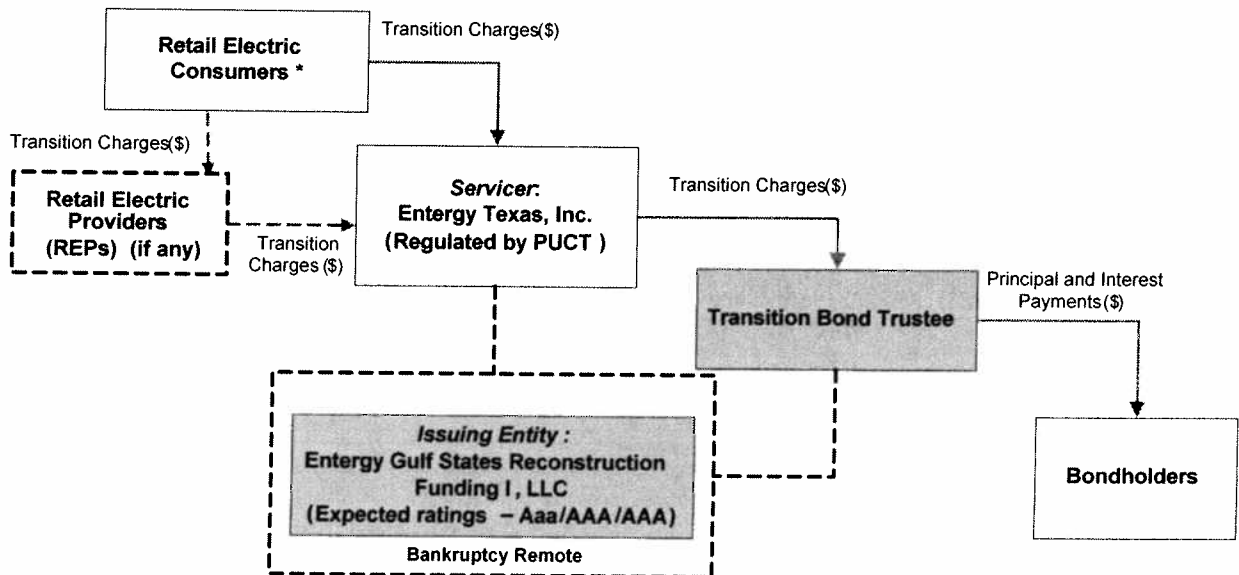 Transition Charges($)
Retail Electric
Consumers *
Transition Charges($)
Retail Electric
Providers
(REPs) (if any)
Transition
Charges ($)
Servicer:
Entergy Texas, Inc.
(Regulated by PUCT )
Transition Charges($)
Transition Bond Trustee
Principal and Interest
Payments($)
Issuing Entity :
Entergy Gulf States Reconstruction
Funding I , LLC
(Expected ratings – Aaa/AAA/AAA)
Bankruptcy Remote
Bondholders